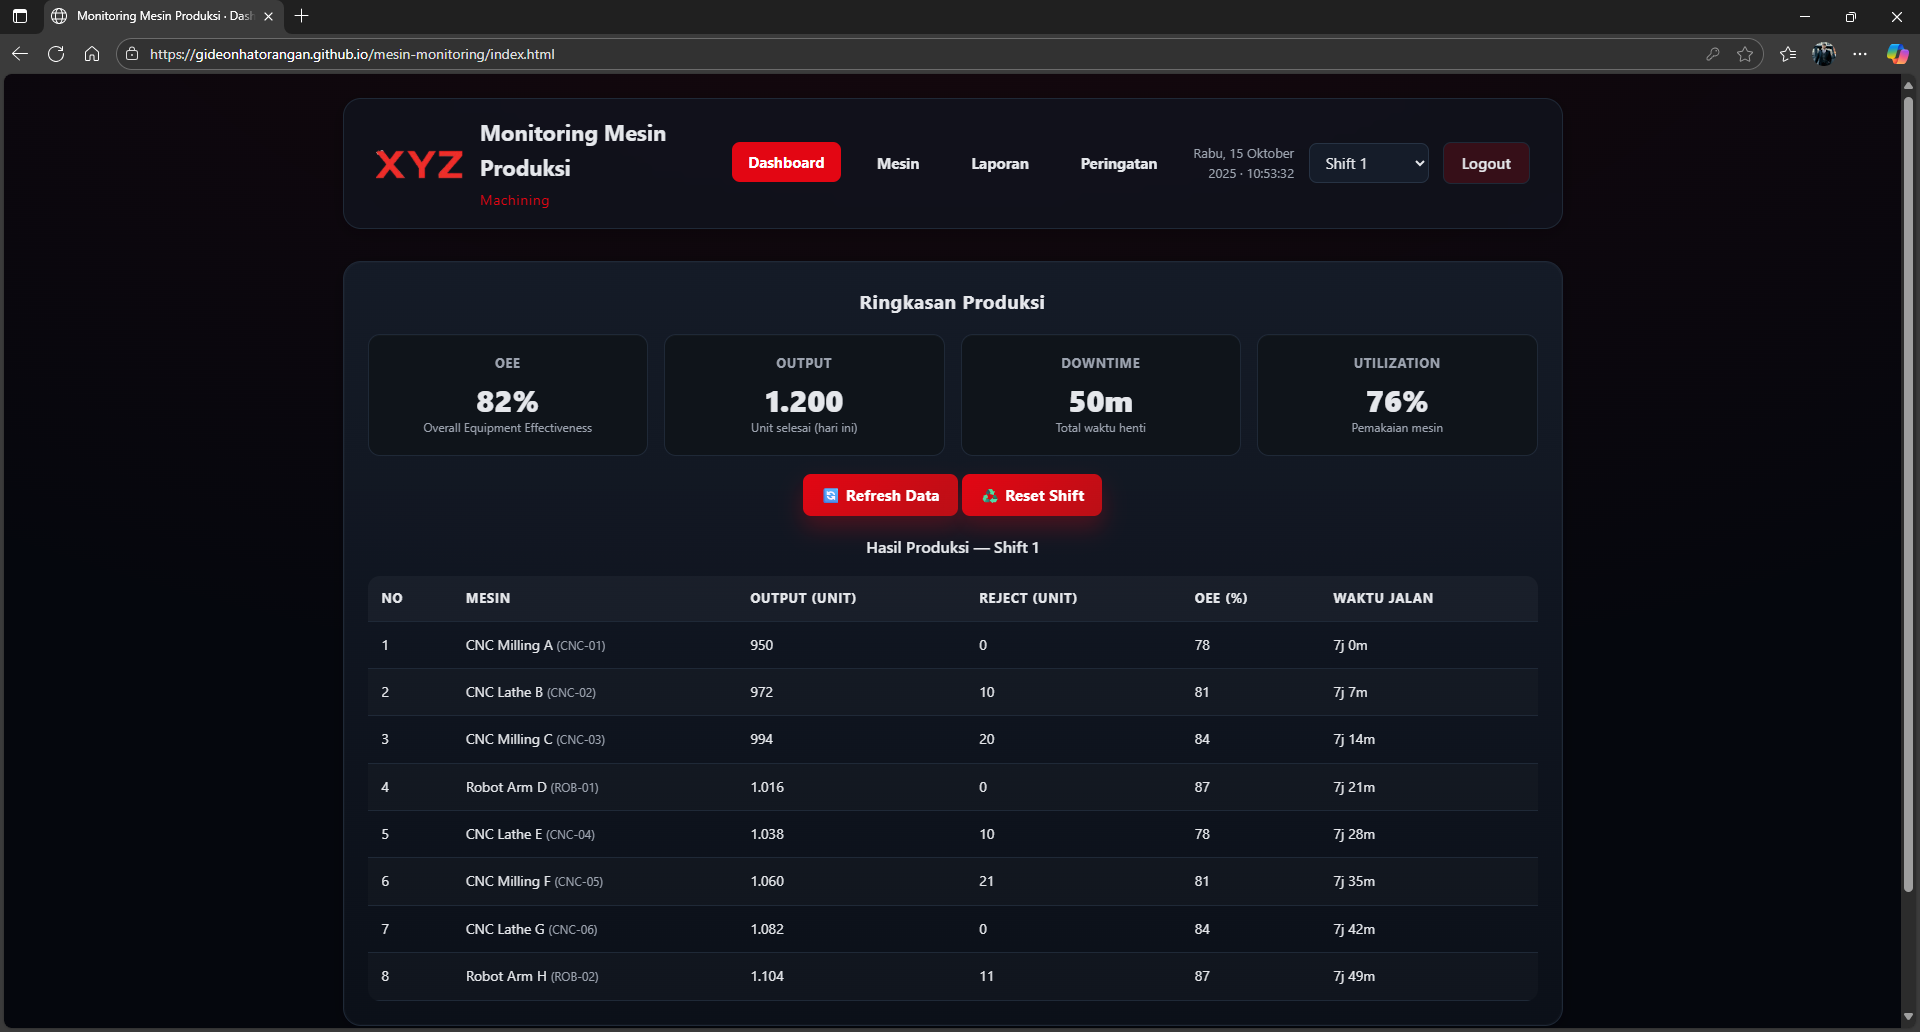 Monitoring Mesin Produksi · Dash
https://gideonhatorangan.github.io/mesin-monitoring/index.html
XYZ
Monitoring Mesin
Produksi
Machining
Dashboard
Mesin
Laporan
Peringatan
Rabu, 15 Oktober
2025 · 10:53:32
Shift 1
Logout
Ringkasan Produksi
OEE
82%
Overall Equipment Effectiveness
OUTPUT
1.200
Unit selesai (hari ini)
DOWNTIME
50m
Total waktu henti
UTILIZATION
76%
Pemakaian mesin
Refresh Data
Reset Shift
Hasil Produksi — Shift 1
NO MESIN OUTPUT (UNIT) REJECT (UNIT) OEE (%) WAKTU JALAN
1 CNC Milling A (CNC-01) 950 0 78 7j 0m
2 CNC Lathe B (CNC-02) 972 10 81 7j 7m
3 CNC Milling C (CNC-03) 994 20 84 7j 14m
4 Robot Arm D (ROB-01) 1.016 0 87 7j 21m
5 CNC Lathe E (CNC-04) 1.038 10 78 7j 28m
6 CNC Milling F (CNC-05) 1.060 21 81 7j 35m
7 CNC Lathe G (CNC-06) 1.082 0 84 7j 42m
8 Robot Arm H (ROB-02) 1.104 11 87 7j 49m